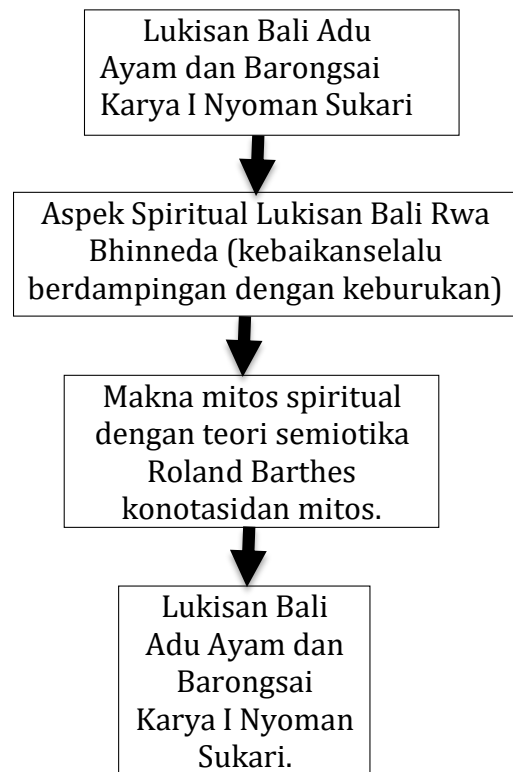 Lukisan Bali Adu
Ayam dan Barongsai
Karya I Nyoman Sukari
Aspek Spiritual Lukisan Bali Rwa
Bhinneda (kebaikanselalu
berdampingan dengan keburukan)
Makna mitos spiritual
dengan teori semiotika
Roland Barthes
konotasidan mitos.
Lukisan Bali
Adu Ayam dan
Barongsai
Karya I Nyoman
Sukari.